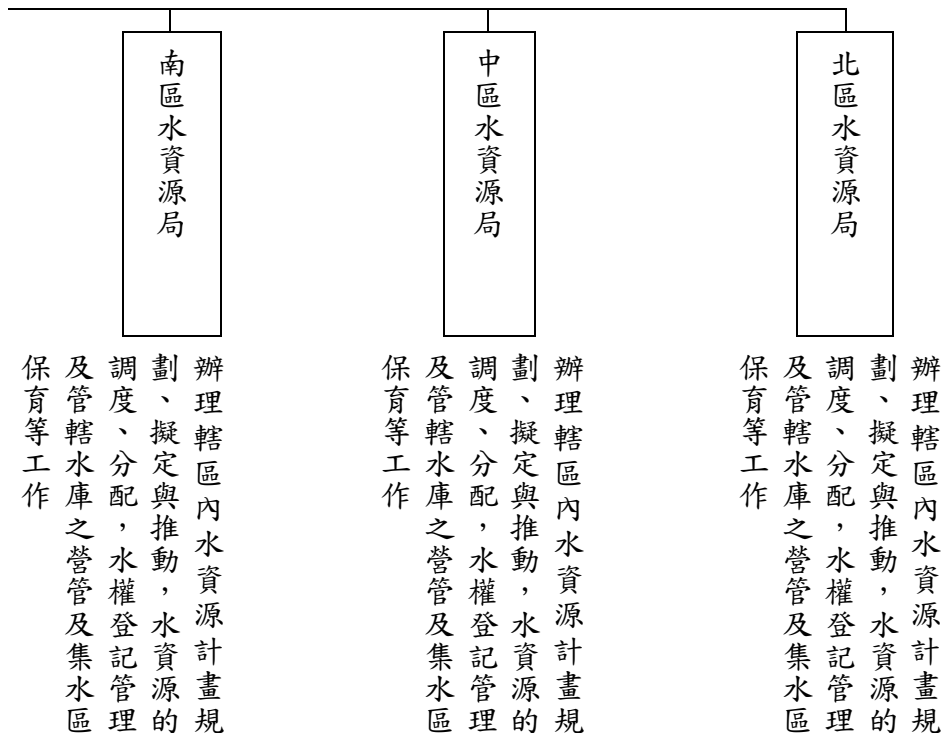 北區水資源局
辦理轄區內水資源計畫規
劃、擬定與推動，水資源的
調度、分配，水權登記管理
及管轄水庫之營管及集水區
保育等工作
中區水資源局
辦理轄區內水資源計畫規
劃、擬定與推動，水資源的
調度、分配，水權登記管理
及管轄水庫之營管及集水區
保育等工作
南區水資源局
辦理轄區內水資源計畫規
劃、擬定與推動，水資源的
調度、分配，水權登記管理
及管轄水庫之營管及集水區
保育等工作